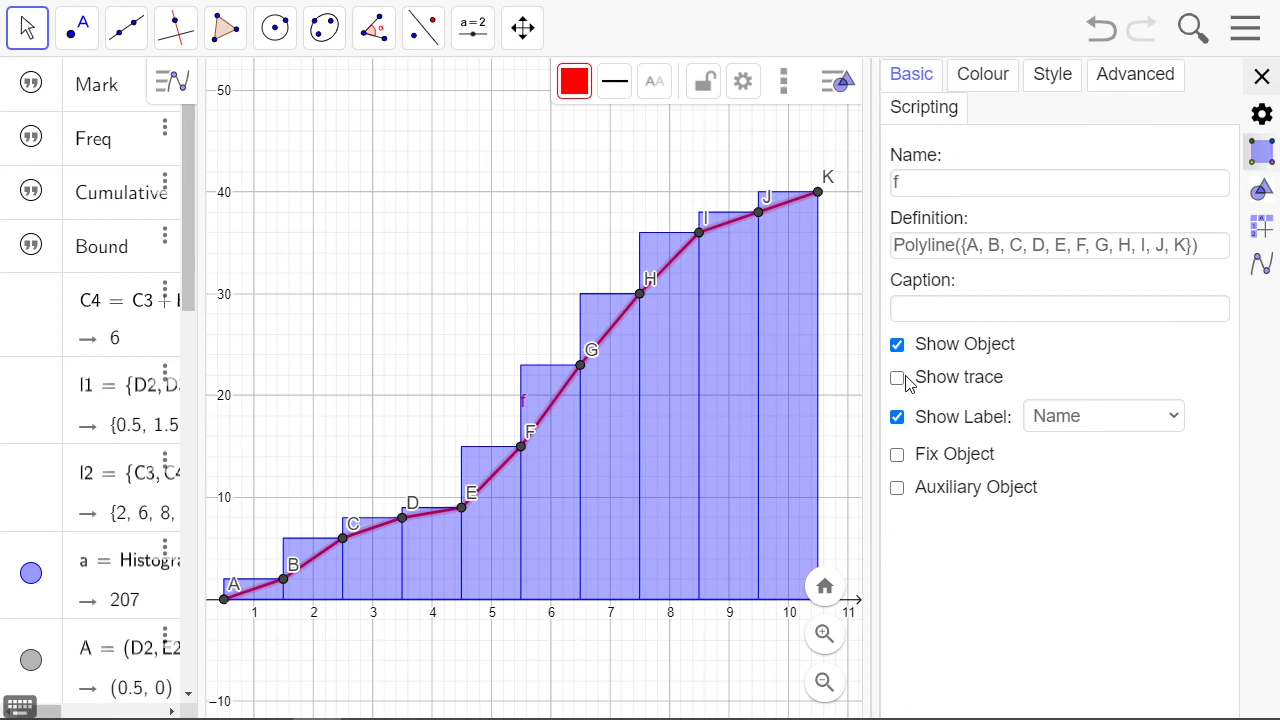 a=2
Mark
Freq
Cumulative
Bound
C4 = C3 +
→ 6
l1 = {D2,D
→ {0.5, 1.5
l2 = {C3,C4
→ {2, 6, 8,
a = Histogra
→ 207
A = (D2,E2
→ (0.5, 0)
AA
50
40
30
20
10
-10
1 2 3 4 5 6 7 8 9 10 11
A
B
C
D
E
F
G
H
I
J
K
f
Basic Colour Style Advanced
Scripting
Name:
f
Definition:
Polyline({A, B, C, D, E, F, G, H, I, J, K})
Caption:
Show Object
Show trace
Show Label: Name
Fix Object
Auxiliary Object